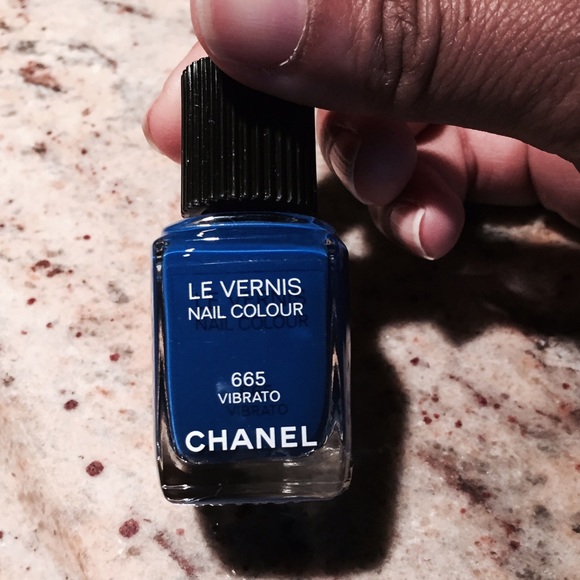 LE VERNIS
NAIL COLOUR
665
VIBRATO
CHANEL